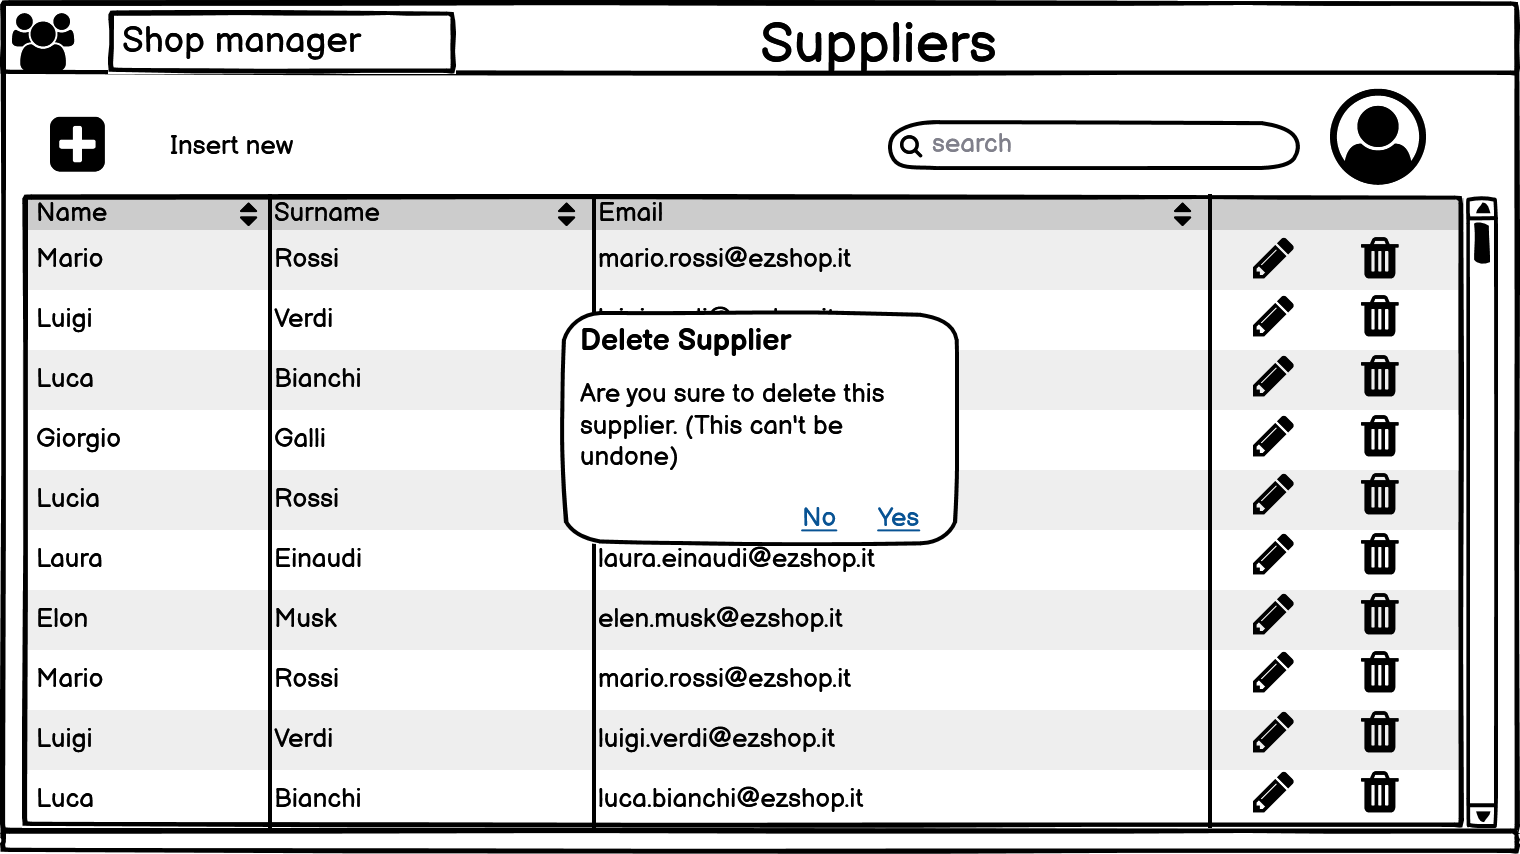 Shop manager
Suppliers
Insert new
search
Name Surname Email
Mario Rossi mario.rossi@ezshop.it
Luigi Verdi
Luca Bianchi
Giorgio Galli
Lucia Rossi
Delete Supplier
Are you sure to delete this
supplier. (This can't be
undone)
No Yes
Laura Einaudi laura.einaudi@ezshop.it
Elon Musk elen.musk@ezshop.it
Mario Rossi mario.rossi@ezshop.it
Luigi Verdi luigi.verdi@ezshop.it
Luca Bianchi luca.bianchi@ezshop.it